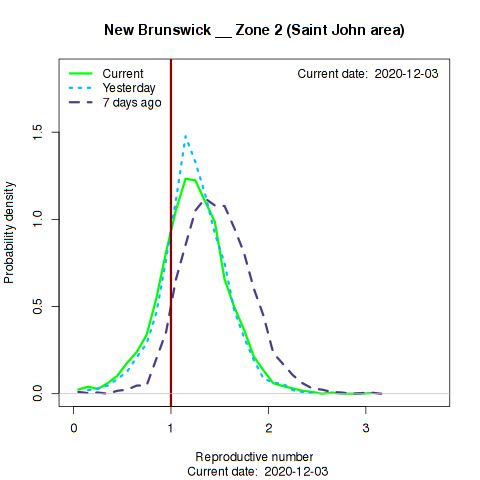 New Brunswick __ Zone 2 (Saint John area)
Current
Yesterday
7 days ago
Current date: 2020-12-03
Probability density
0.0
0.5
1.0
1.5
0
1
2
3
Reproductive number
Current date: 2020-12-03